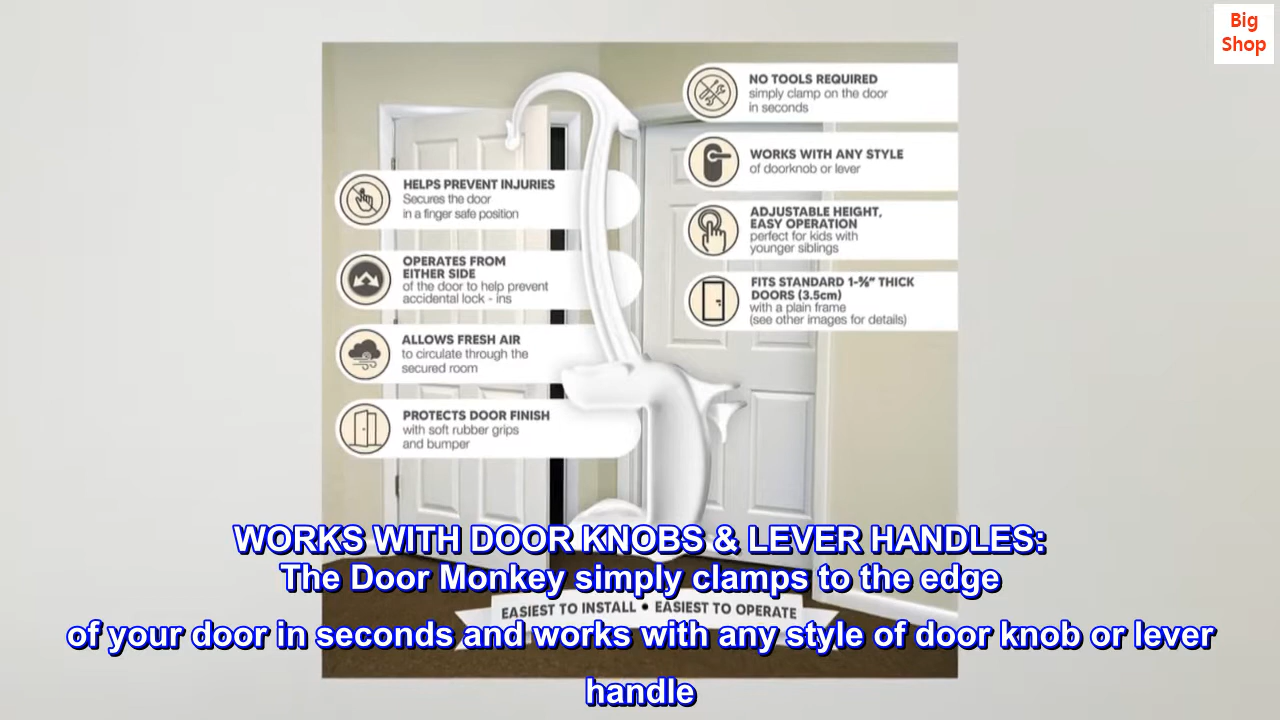 Big
Shop
NO TOOLS REQUIRED
simply clamp on the door
in seconds
WORKS WITH ANY STYLE
of doorknob or lever
HELPS PREVENT INJURIES
Secures the door
in a finger safe position
ADJUSTABLE HEIGHT,
EASY OPERATION
perfect for kids with
younger siblings
OPERATES FROM
EITHER SIDE
of the door to help prevent
accidental lock - ins
FITS STANDARD 1-⅜” THICK
DOORS (3.5cm)
with a plain frame
(see other images for details)
ALLOWS FRESH AIR
to circulate through the
secured room
PROTECTS DOOR FINISH
with soft rubber grips
and bumper
WORKS WITH DOOR KNOBS & LEVER HANDLES:
The Door Monkey simply clamps to the edge
EASIEST TO INSTALL • EASIEST TO OPERATE
of your door in seconds and works with any style of door knob or lever
handle